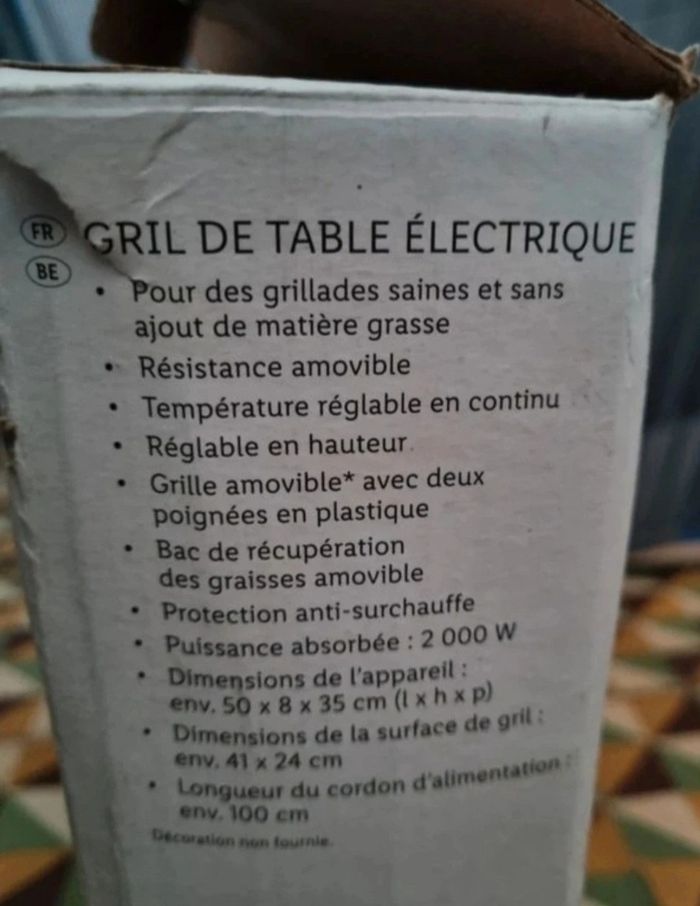 FR GRIL DE TABLE ÉLECTRIQUE
BE
• Pour des grillades saines et sans
ajout de matière grasse
• Résistance amovible
• Température réglable en continu
• Réglable en hauteur
• Grille amovible* avec deux
poignées en plastique
• Bac de récupération
des graisses amovible
• Protection anti-surchauffe
• Puissance absorbée : 2 000 W
• Dimensions de l'appareil :
env. 50 x 8 x 35 cm (l x h x p)
• Dimensions de la surface de gril :
env. 41 x 24 cm
• Longueur du cordon d'alimentation :
env. 100 cm
Décoration non fournie.